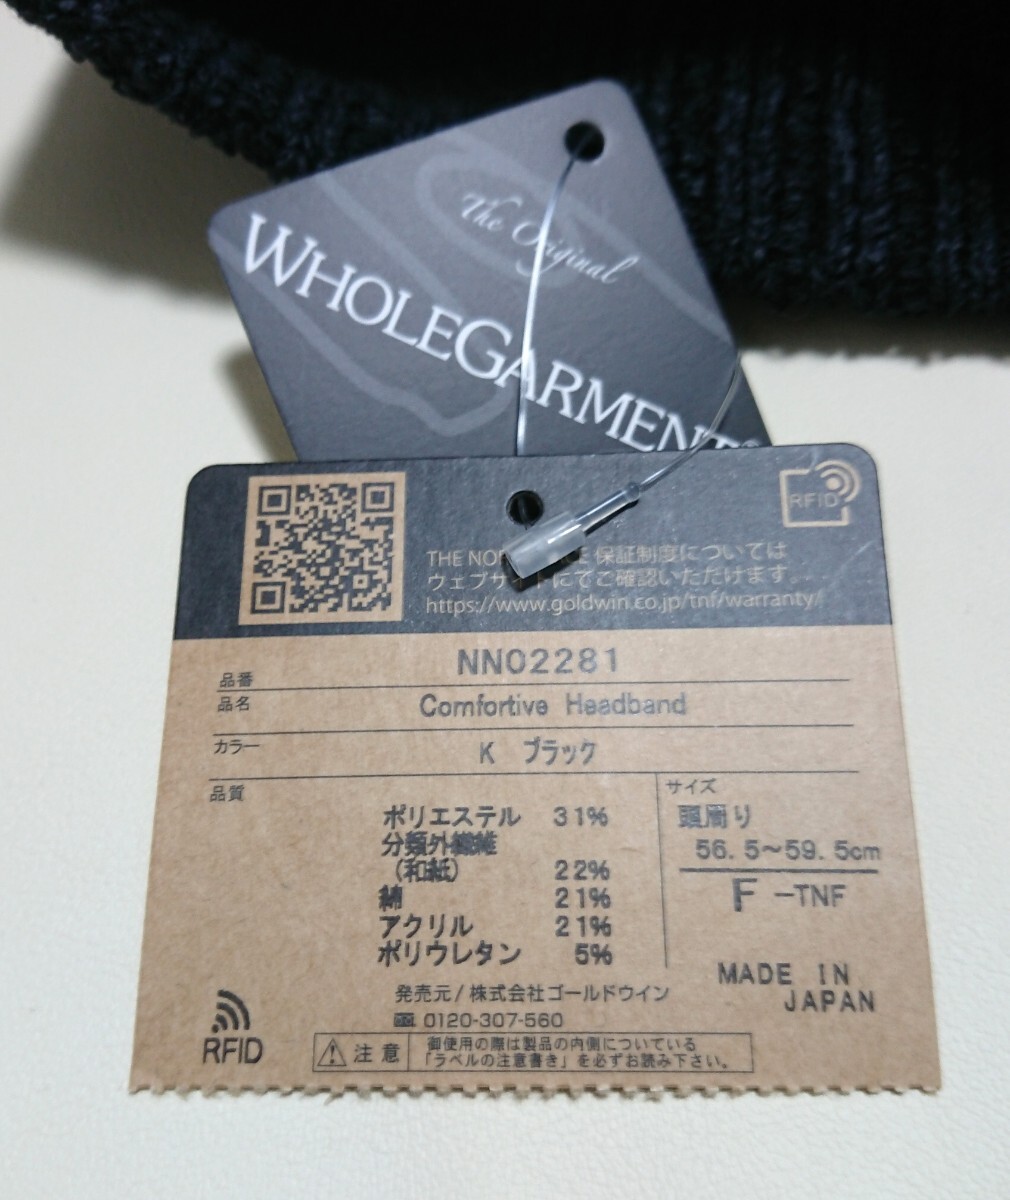 The Original
WHOLEGARMENT
RFID
THE NOR CE 保証制度については
ウェブサイトにてご確認いただけます。
https://www.goldwin.co.jp/tnf/warranty/
品番 NN02281
品名 Comfortive Headband
カラー K ブラック
品質
ポリエステル 31%
分類外繊維
(和紙) 22%
綿 21%
アクリル 21%
ポリウレタン 5%
サイズ
頭周り
56.5~59.5cm
F -TNF
MADE IN
JAPAN
発売元/株式会社ゴールドウイン
0120-307-560
RFID
注意
御使用の際は製品の内側についている
「ラベルの注意書き」を必ずお読み下さい。